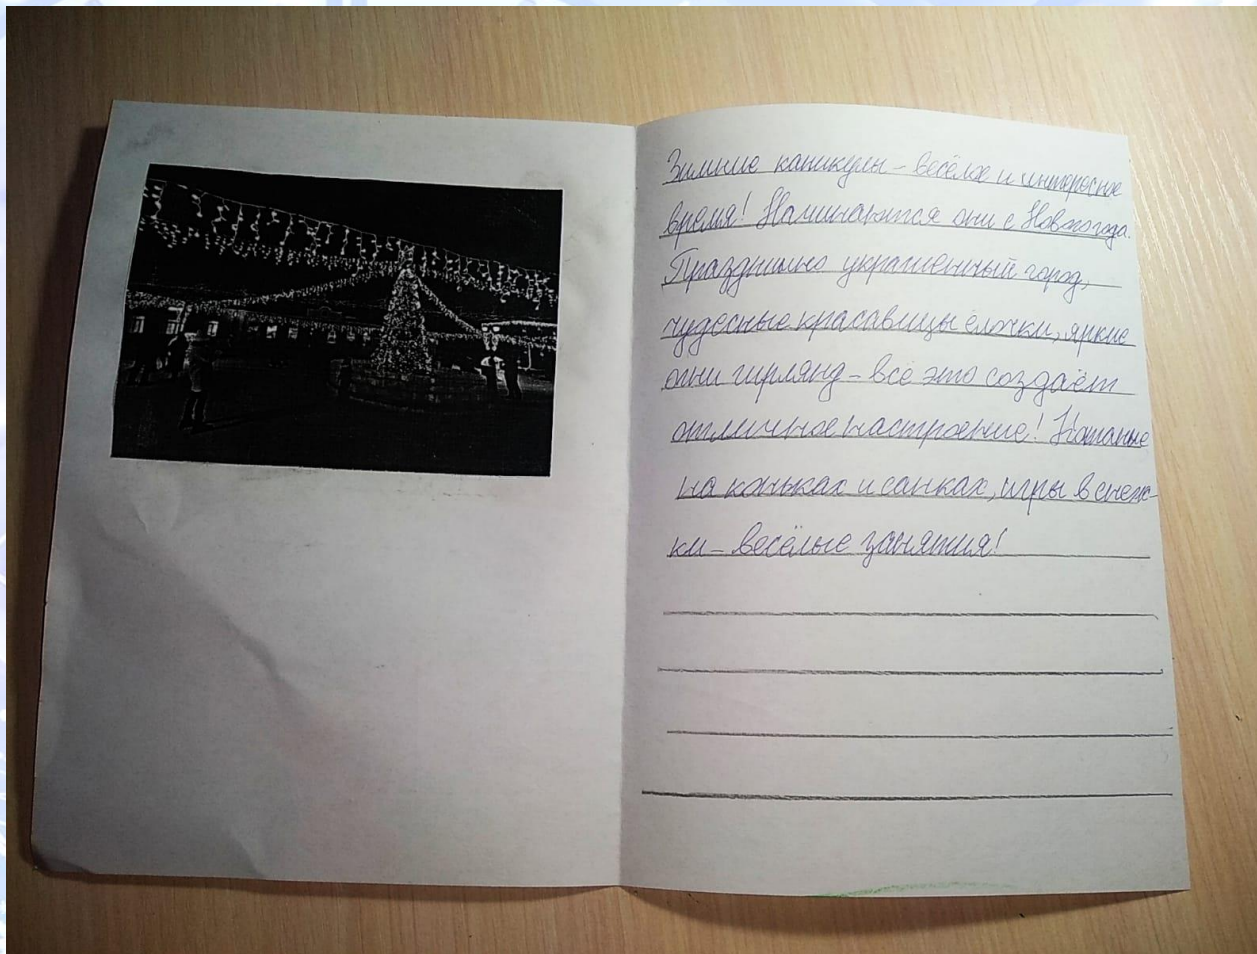 Зимние каникулы – весёлое и интересное
время! Начинаются они с Нового года.
Празднично украшенный город,
чудесные красавицы ёлочки, яркие
огни гирлянд – всё это создаёт
отличное настроение! Катание
на коньках и санках, игры в снеж-
ки – весёлые занятия!